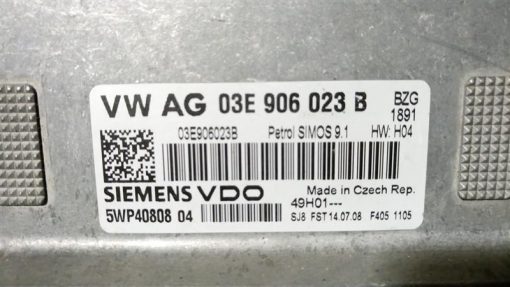 VW AG 03E 906 023 B BZG
1891
03E906023B Petrol SIMOS 9.1 HW: H04
SIEMENS VDO Made in Czech Rep.
49H01---
5WP40808 04 SJ8 FST 14.07.08 F405 1105